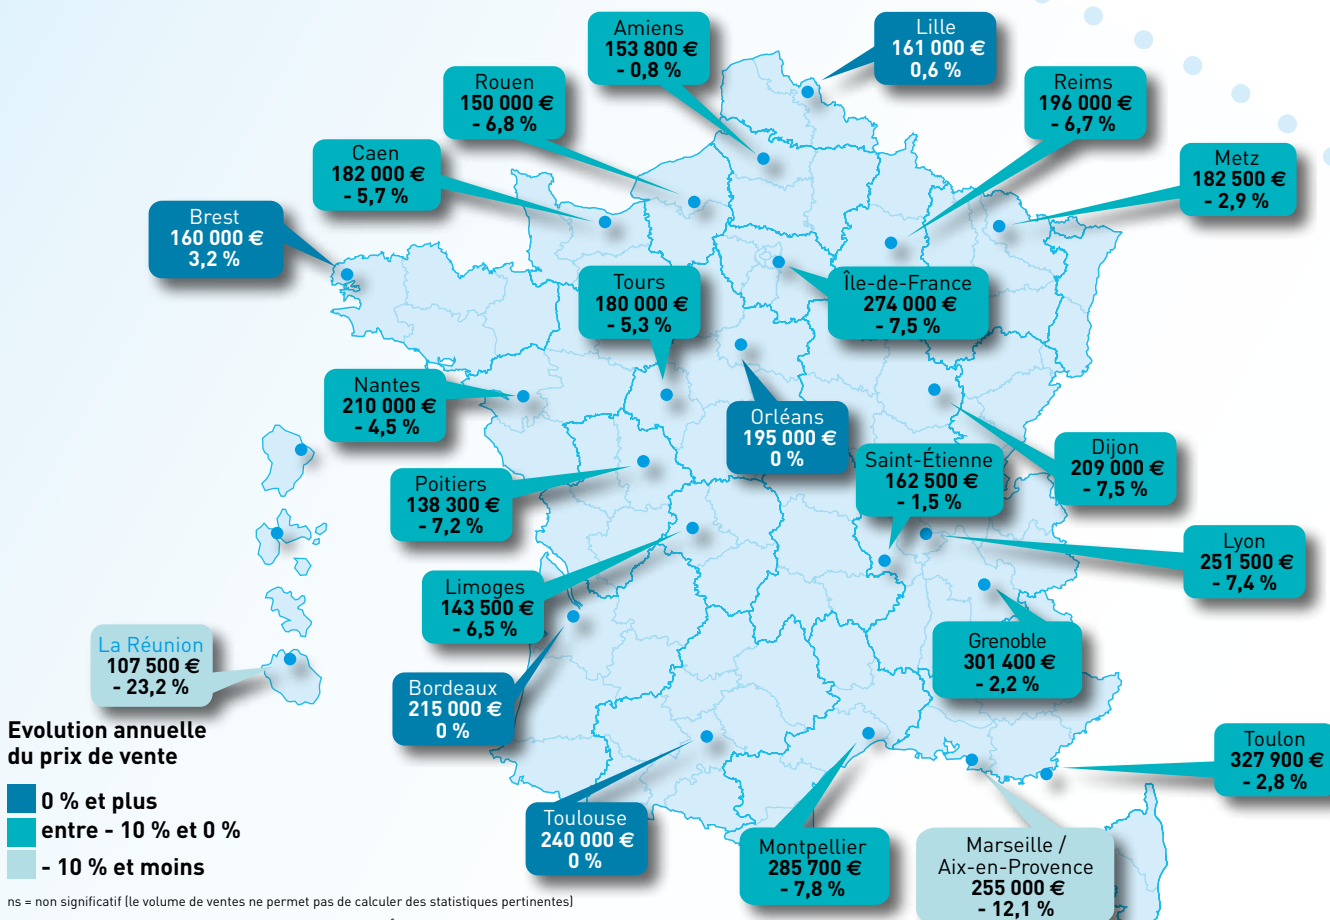 Amiens
153 800 €
- 0,8 %
Lille
161 000 €
0,6 %
Rouen
150 000 €
- 6,8 %
Reims
196 000 €
- 6,7 %
Caen
182 000 €
- 5,7 %
Metz
182 500 €
- 2,9 %
Brest
160 000 €
3,2 %
Tours
180 000 €
- 5,3 %
Île-de-France
274 000 €
- 7,5 %
Nantes
210 000 €
- 4,5 %
Orléans
195 000 €
0 %
Dijon
209 000 €
- 7,5 %
Saint-Étienne
162 500 €
- 1,5 %
Poitiers
138 300 €
- 7,2 %
Lyon
251 500 €
- 7,4 %
Limoges
143 500 €
- 6,5 %
Grenoble
301 400 €
- 2,2 %
La Réunion
107 500 €
- 23,2 %
Bordeaux
215 000 €
0 %
Toulon
327 900 €
- 2,8 %
Toulouse
240 000 €
0 %
Montpellier
285 700 €
- 7,8 %
Marseille /
Aix-en-Provence
255 000 €
- 12,1 %
Evolution annuelle
du prix de vente
0 % et plus
entre - 10 % et 0 %
- 10 % et moins
ns = non significatif (le volume de ventes ne permet pas de calculer des statistiques pertinentes)